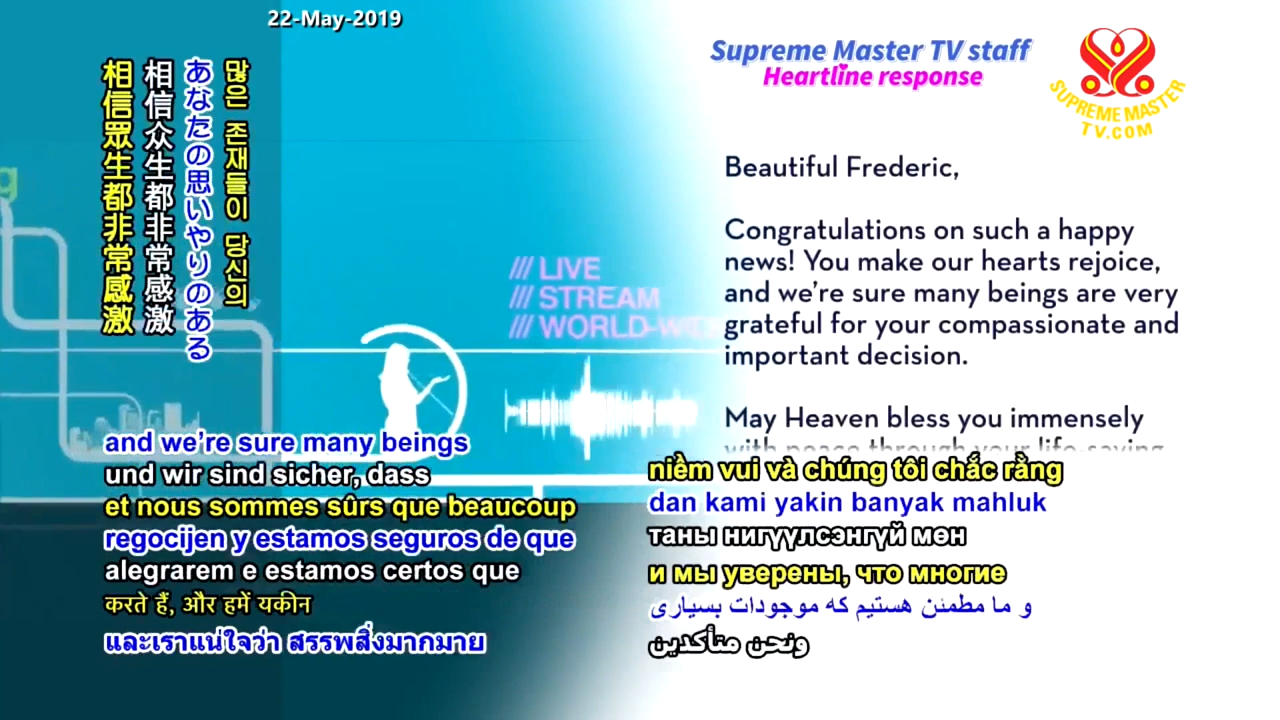 22-May-2019
Supreme Master TV staff
Heartline response
SUPREME MASTER
TV.COM
相信眾生都非常感激
相信众生都非常感激
あなたの思いやりのある
많은 존재들이 당신의
g
/// LIVE
/// STREAM
/// WORLD-WI
Beautiful Frederic,
Congratulations on such a happy
news! You make our hearts rejoice,
and we’re sure many beings are very
grateful for your compassionate and
important decision.
May Heaven bless you immensely
with peace through your life-saving
and we’re sure many beings
und wir sind sicher, dass
et nous sommes sûrs que beaucoup
regocijen y estamos seguros de que
alegrarem e estamos certos que
करते हैं, और हमें यकीन
และเราแน่ใจว่า สรรพสิ่งมากมาย
niềm vui và chúng tôi chắc rằng
dan kami yakin banyak mahluk
таны нигүүлсэнгүй мөн
и мы уверены, что многие
و ما مطمئن هستیم که موجودات بسیاری
ونحن متأكدين